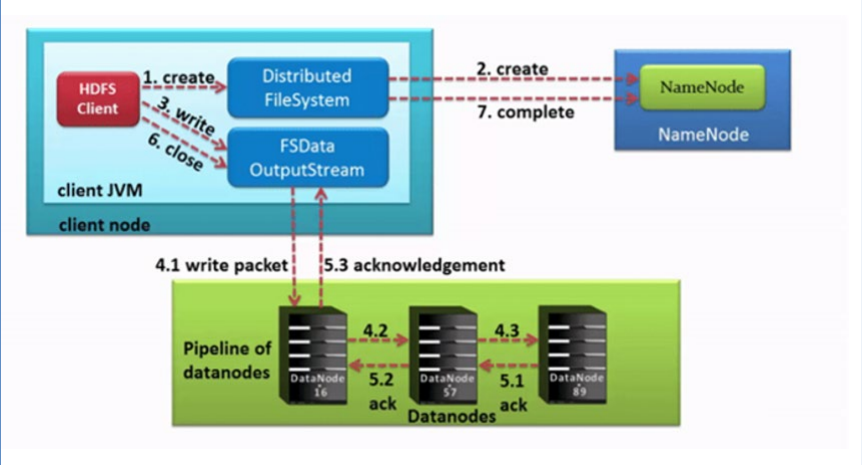 HDFS
Client
1. create
3. write
6. close
Distributed
FileSystem
FSData
OutputStream
client JVM
client node
2. create
7. complete
NameNode
NameNode
4.1 write packet
5.3 acknowledgement
Pipeline of
datanodes
4.2
4.3
5.2
ack
5.1
ack
DataNode
16
DataNode
57
DataNode
89
Datanodes